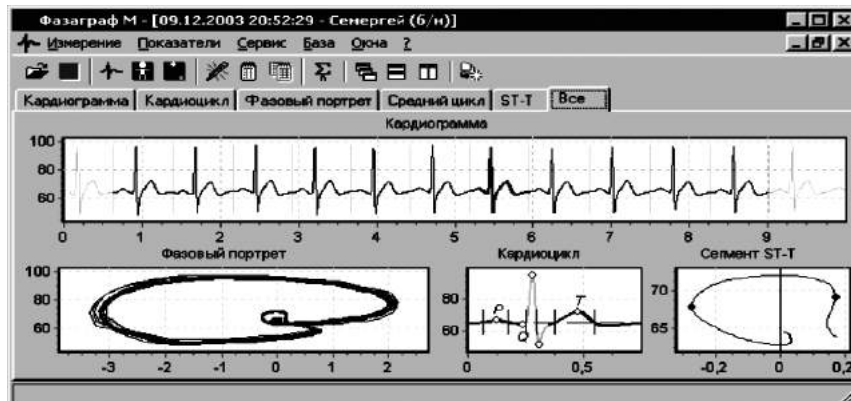 Фазаграф М - [09.12.2003 20:52:29 - Семергей (б/н)]
Измерение Показатели Сервис База Окна ?
Кардиограмма Кардиоцикл Фазовый портрет Средний цикл ST-T Все
Кардиограмма
100
80
60
0 1 2 3 4 5 6 7 8 9
Фазовый портрет Кардиоцикл Сегмент ST-T
100
80
60
-3 -2 -1 0 1 2
80
60
P Q T
0 0,5
70
65
-0,2 0 0,2